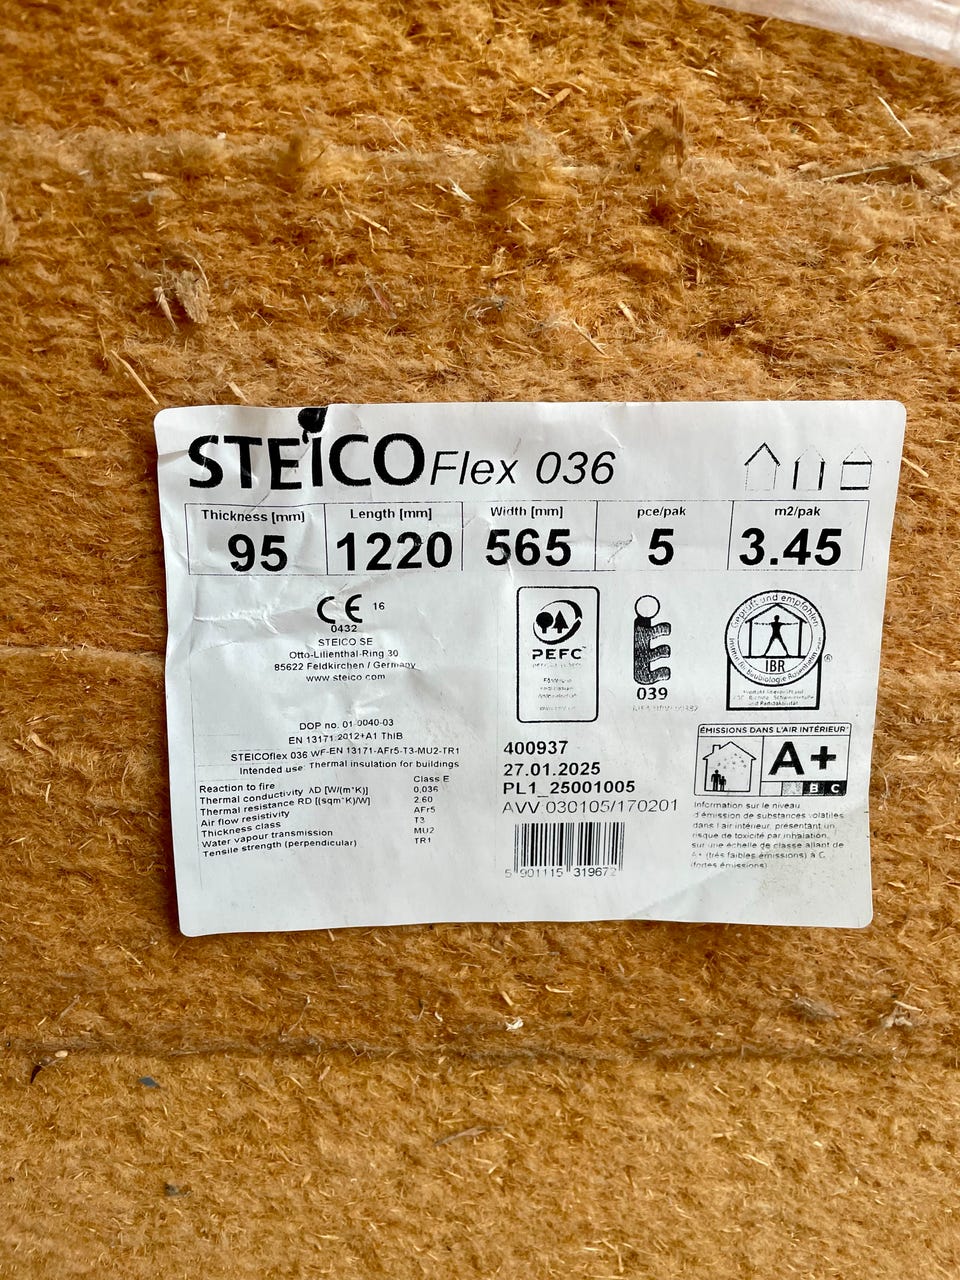 STEICO Flex 036
Thickness [mm] Length [mm] Width [mm] pce/pak m2/pak
95 1220 565 5 3.45
CE 16
0432
STEICO SE
Otto-Lilienthal-Ring 30
85622 Feldkirchen / Germany
www.steico.com
DOP no. 01-0040-03
EN 13171:2012+A1 ThIB
STEICOflex 036 WF-EN 13171-AFr5-T3-MU2-TR1
Intended use: Thermal insulation for buildings
Reaction to fire Class E
Thermal conductivity λD [W/(m*K)] 0,036
Thermal resistance RD [(sqm*K)/W] 2.60
Air flow resistivity AFr5
Thickness class T3
Water vapour transmission MU2
Tensile strength (perpendicular) TR1
PEFC
E
039
Geprüft und empfohlen
IBR
®
400937
27.01.2025
PL1_25001005
AVV 030105/170201
5 901115 319672
ÉMISSIONS DANS L'AIR INTÉRIEUR*
A+
B C
Information sur le niveau
d'émission de substances volatiles
dans l'air intérieur, présentant un
risque de toxicité par inhalation,
sur une échelle de classe allant de
A+ (très faibles émissions) à C
(fortes émissions)